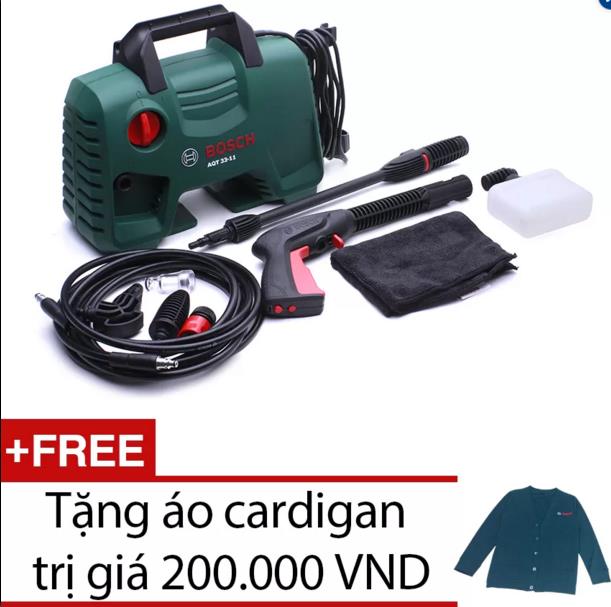 BOSCH
AQT 33-11
+FREE
Tặng áo cardigan
trị giá 200.000 VND